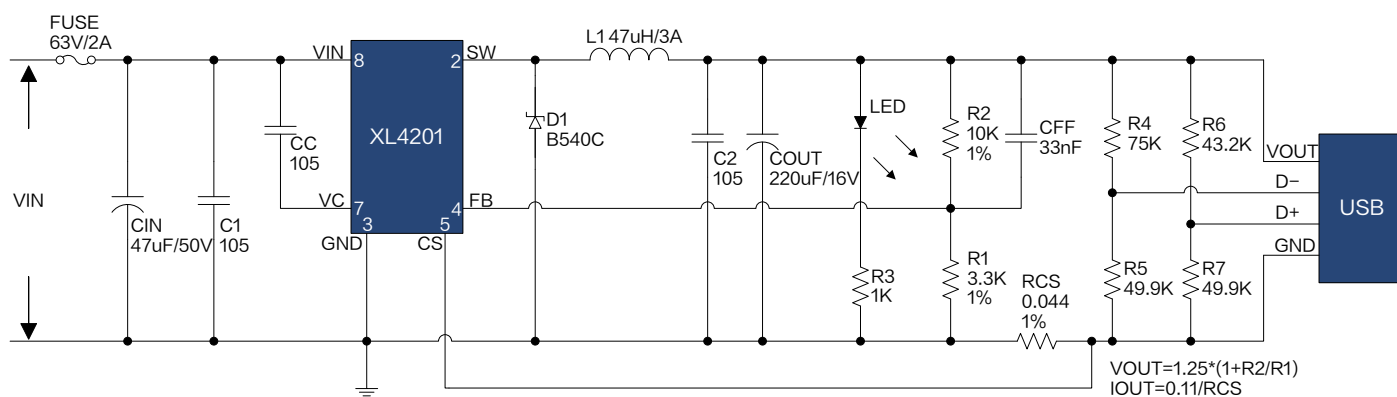 FUSE
63V/2A
L1 47uH/3A
VIN
8
2
SW
XL4201
CC
105
D1
B540C
LED
R2
10K
1%
CFF
33nF
R4
75K
R6
43.2K
C2
105
COUT
220uF/16V
VOUT
D−
D+
GND
USB
VIN
VC
7
4
FB
3
5
GND
CS
CIN
47uF/50V
C1
105
R3
1K
R1
3.3K
1%
RCS
0.044
1%
R5
49.9K
R7
49.9K
VOUT=1.25*(1+R2/R1)
IOUT=0.11/RCS